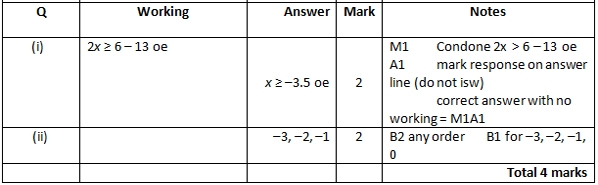 Q Working Answer Mark Notes
(i) 2x ≥ 6 – 13 oe M1 Condone 2x > 6 – 13 oe
A1 mark response on answer
x ≥ –3.5 oe 2 line (do not isw)
correct answer with no
working = M1A1
(ii) –3, –2, –1 2 B2 any order B1 for –3, –2, –1,
0
Total 4 marks